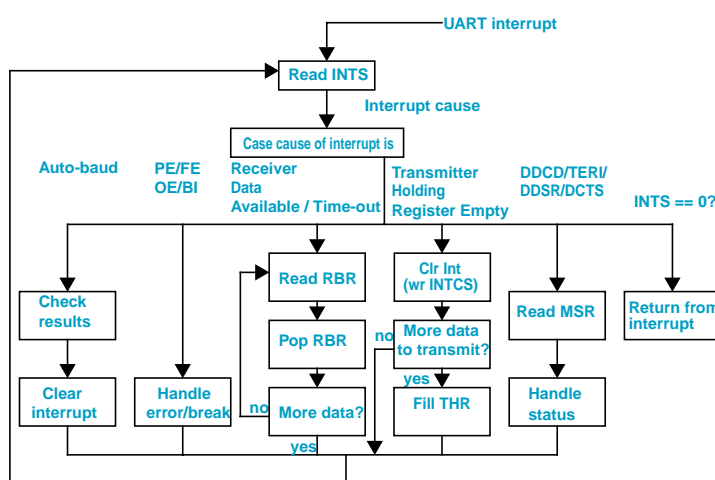 UART interrupt
Read INTS
Interrupt cause
Case cause of interrupt is
Auto-baud
PE/FE
OE/BI
Receiver
Data
Available / Time-out
Transmitter
Holding
Register Empty
DDCD/TERI/
DDSR/DCTS
INTS == 0?
Check
results
Read RBR
Clr Int
(wr INTCS)
Read MSR
Return from
interrupt
Pop RBR
no
More data
to transmit?
yes
Clear
interrupt
Handle
error/break
no
More data?
yes
Fill THR
Handle
status